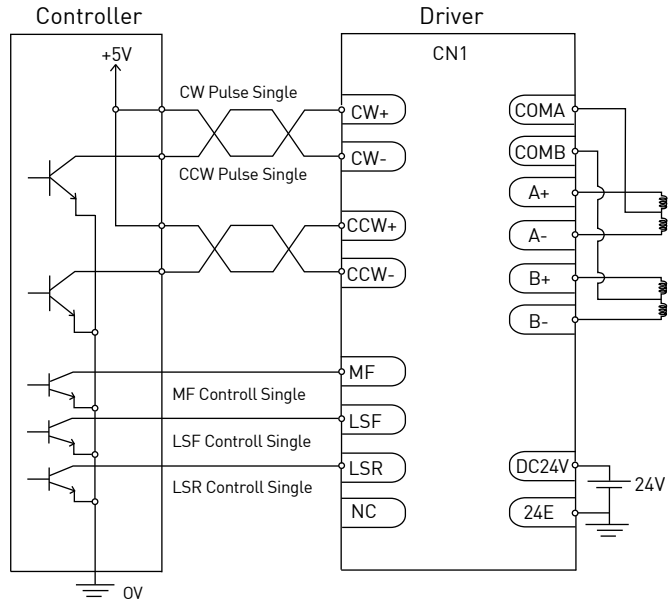 Controller
Driver
+5V
CN1
CW Pulse Single
CW+
COMA
COMB
CW-
CCW Pulse Single
A+
CCW+
A-
CCW-
B+
B-
MF
MF Controll Single
LSF
LSF Controll Single
LSR
DC24V
24V
LSR Controll Single
NC
24E
0V